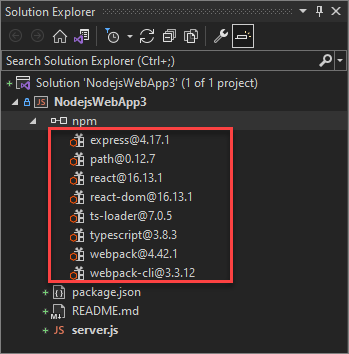 Solution Explorer
Search Solution Explorer (Ctrl+;)
Solution 'NodejsWebApp3' (1 of 1 project)
JS NodejsWebApp3
npm
express@4.17.1
path@0.12.7
react@16.13.1
react-dom@16.13.1
ts-loader@7.0.5
typescript@3.8.3
webpack@4.42.1
webpack-cli@3.3.12
package.json
M README.md
JS server.js